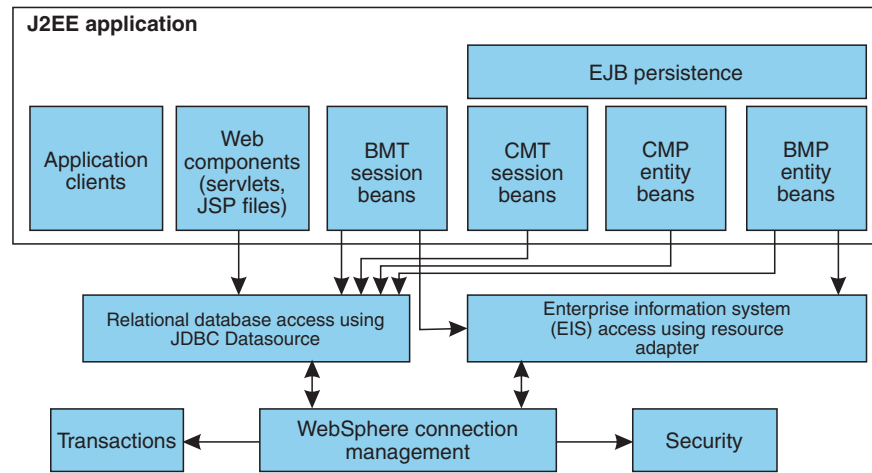 J2EE application
EJB persistence
Application
clients
Web
components
(servlets,
JSP files)
BMT
session
beans
CMT
session
beans
CMP
entity
beans
BMP
entity
beans
Relational database access using
JDBC Datasource
Enterprise information system
(EIS) access using resource
adapter
Transactions
WebSphere connection
management
Security